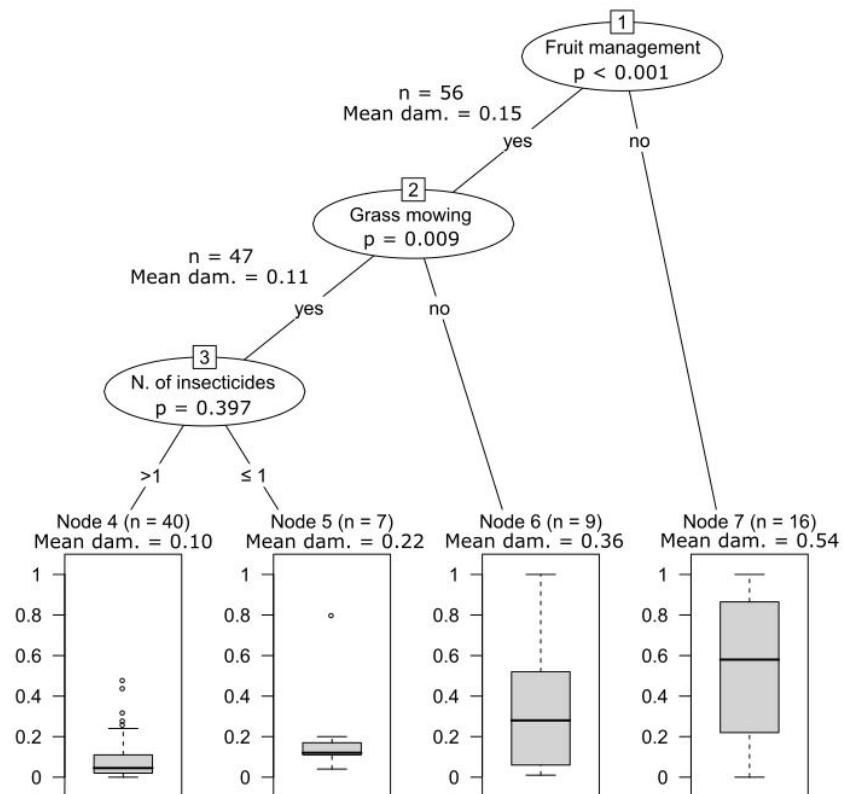 1
Fruit management
p < 0.001
n = 56
Mean dam. = 0.15
yes
no
2
Grass mowing
p = 0.009
n = 47
Mean dam. = 0.11
yes
no
3
N. of insecticides
p = 0.397
>1
≤ 1
Node 4 (n = 40)
Mean dam. = 0.10
1
0.8
0.6
0.4
0.2
0
Node 5 (n = 7)
Mean dam. = 0.22
1
0.8
0.6
0.4
0.2
0
Node 6 (n = 9)
Mean dam. = 0.36
1
0.8
0.6
0.4
0.2
0
Node 7 (n = 16)
Mean dam. = 0.54
1
0.8
0.6
0.4
0.2
0